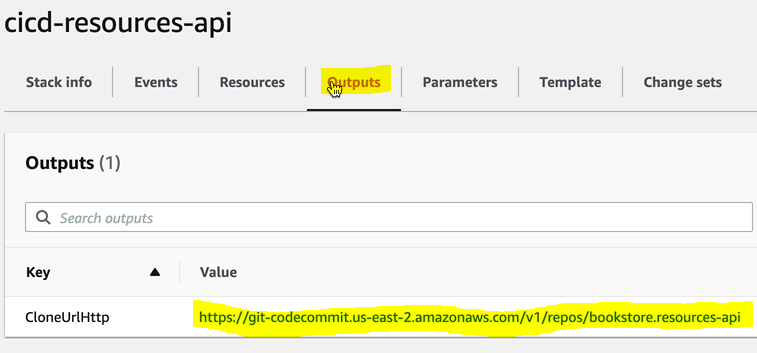 cicd-resources-api
Stack info Events Resources Outputs Parameters Template Change sets
Outputs (1)
Search outputs
Key Value
CloneUrlHttp https://git-codecommit.us-east-2.amazonaws.com/v1/repos/bookstore.resources-api